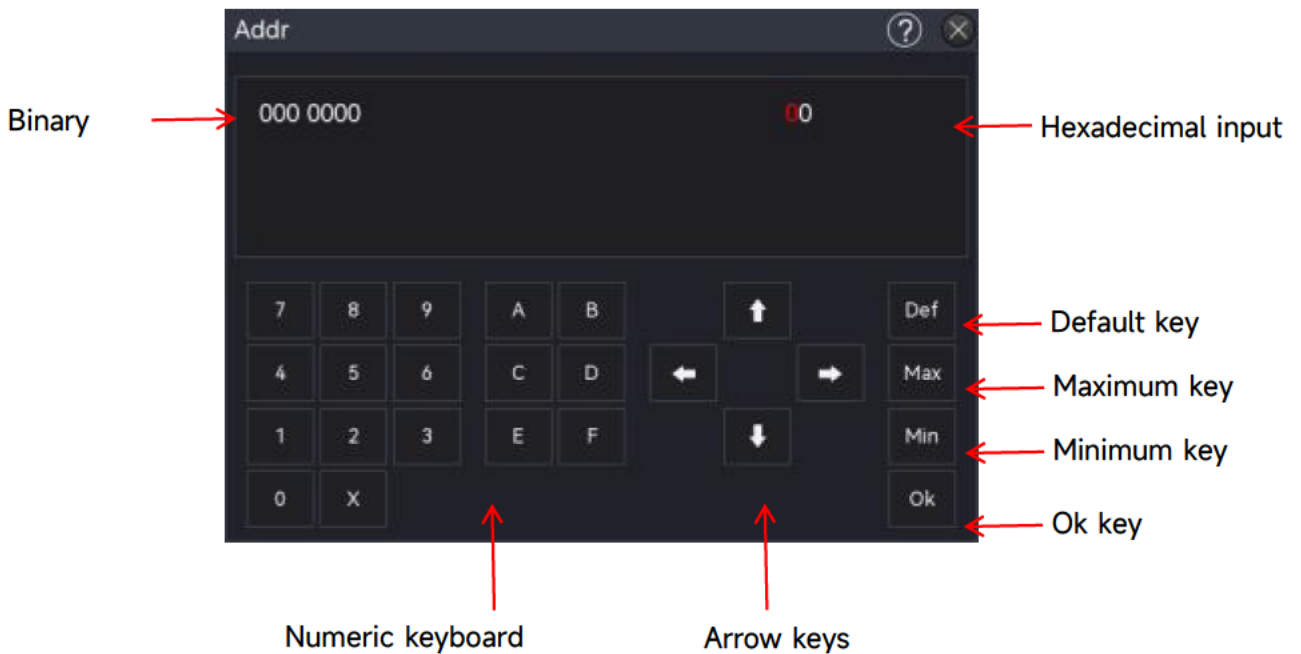 Addr ?
Binary
000 0000 00
Hexadecimal input
7 8 9 A B Def
Default key
4 5 6 C D Max
Maximum key
1 2 3 E F Min
Minimum key
0 X Ok
Ok key
Numeric keyboard
Arrow keys